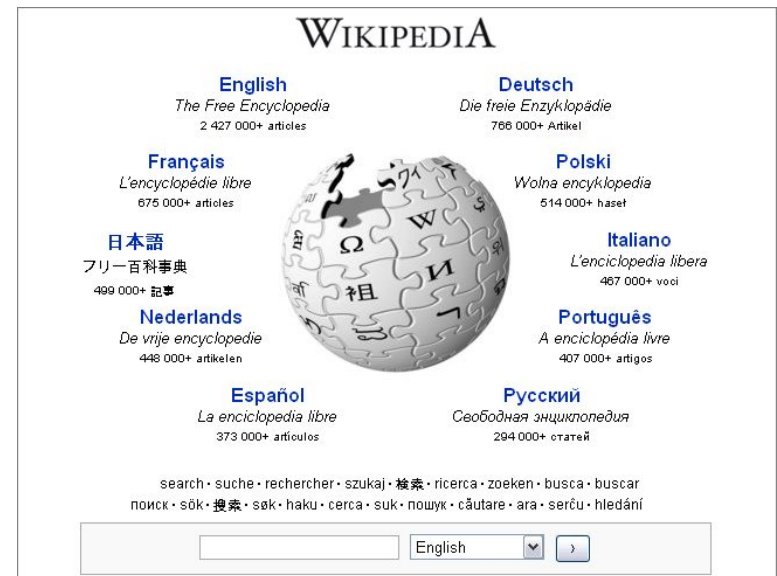 WIKIPEDIA
English
The Free Encyclopedia
2 427 000+ articles
Deutsch
Die freie Enzyklopädie
766 000+ Artikel
Français
L'encyclopédie libre
675 000+ articles
Polski
Wolna encyklopedia
514 000+ haseł
日本語
フリー百科事典
499 000+ 記事
Italiano
L'enciclopedia libera
467 000+ voci
Nederlands
De vrije encyclopedie
448 000+ artikelen
Português
A enciclopédia livre
407 000+ artigos
Español
La enciclopedia libre
373 000+ artículos
Русский
Свободная энциклопедия
294 000+ статей
Ω W И 祖
search · suche · rechercher · szukaj · 検索 · ricerca · zoeken · busca · buscar
поиск · sök · 搜索 · søk · haku · cerca · suk · пошук · căutare · ara · serĉu · hledání
English